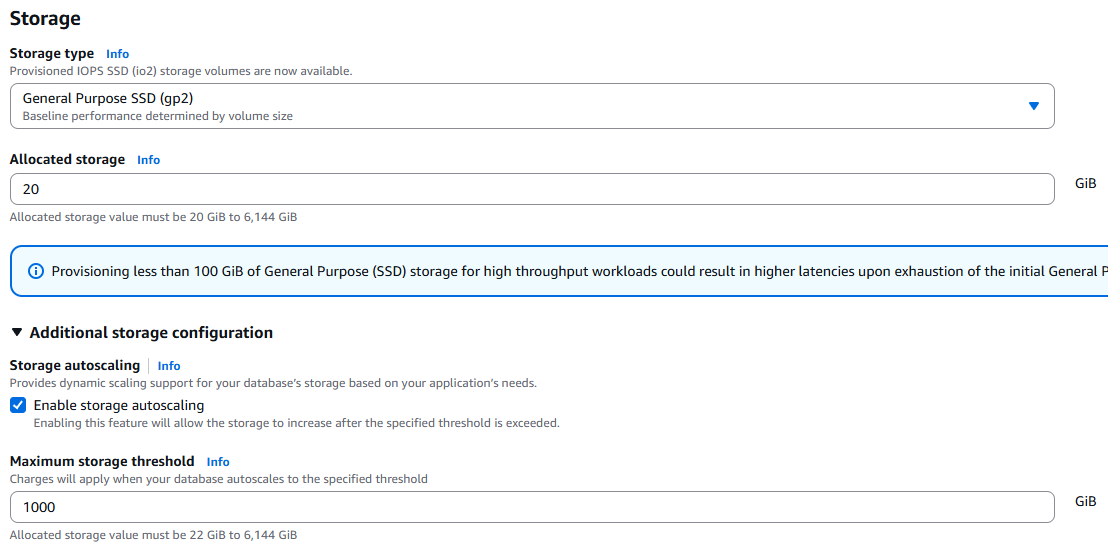 Storage
Storage type Info
Provisioned IOPS SSD (io2) storage volumes are now available.
General Purpose SSD (gp2)
Baseline performance determined by volume size
Allocated storage Info
20
GiB
Allocated storage value must be 20 GiB to 6,144 GiB
Provisioning less than 100 GiB of General Purpose (SSD) storage for high throughput workloads could result in higher latencies upon exhaustion of the initial General P
Additional storage configuration
Storage autoscaling Info
Provides dynamic scaling support for your database's storage based on your application's needs.
Enable storage autoscaling
Enabling this feature will allow the storage to increase after the specified threshold is exceeded.
Maximum storage threshold Info
Charges will apply when your database autoscales to the specified threshold
1000
GiB
Allocated storage value must be 22 GiB to 6,144 GiB